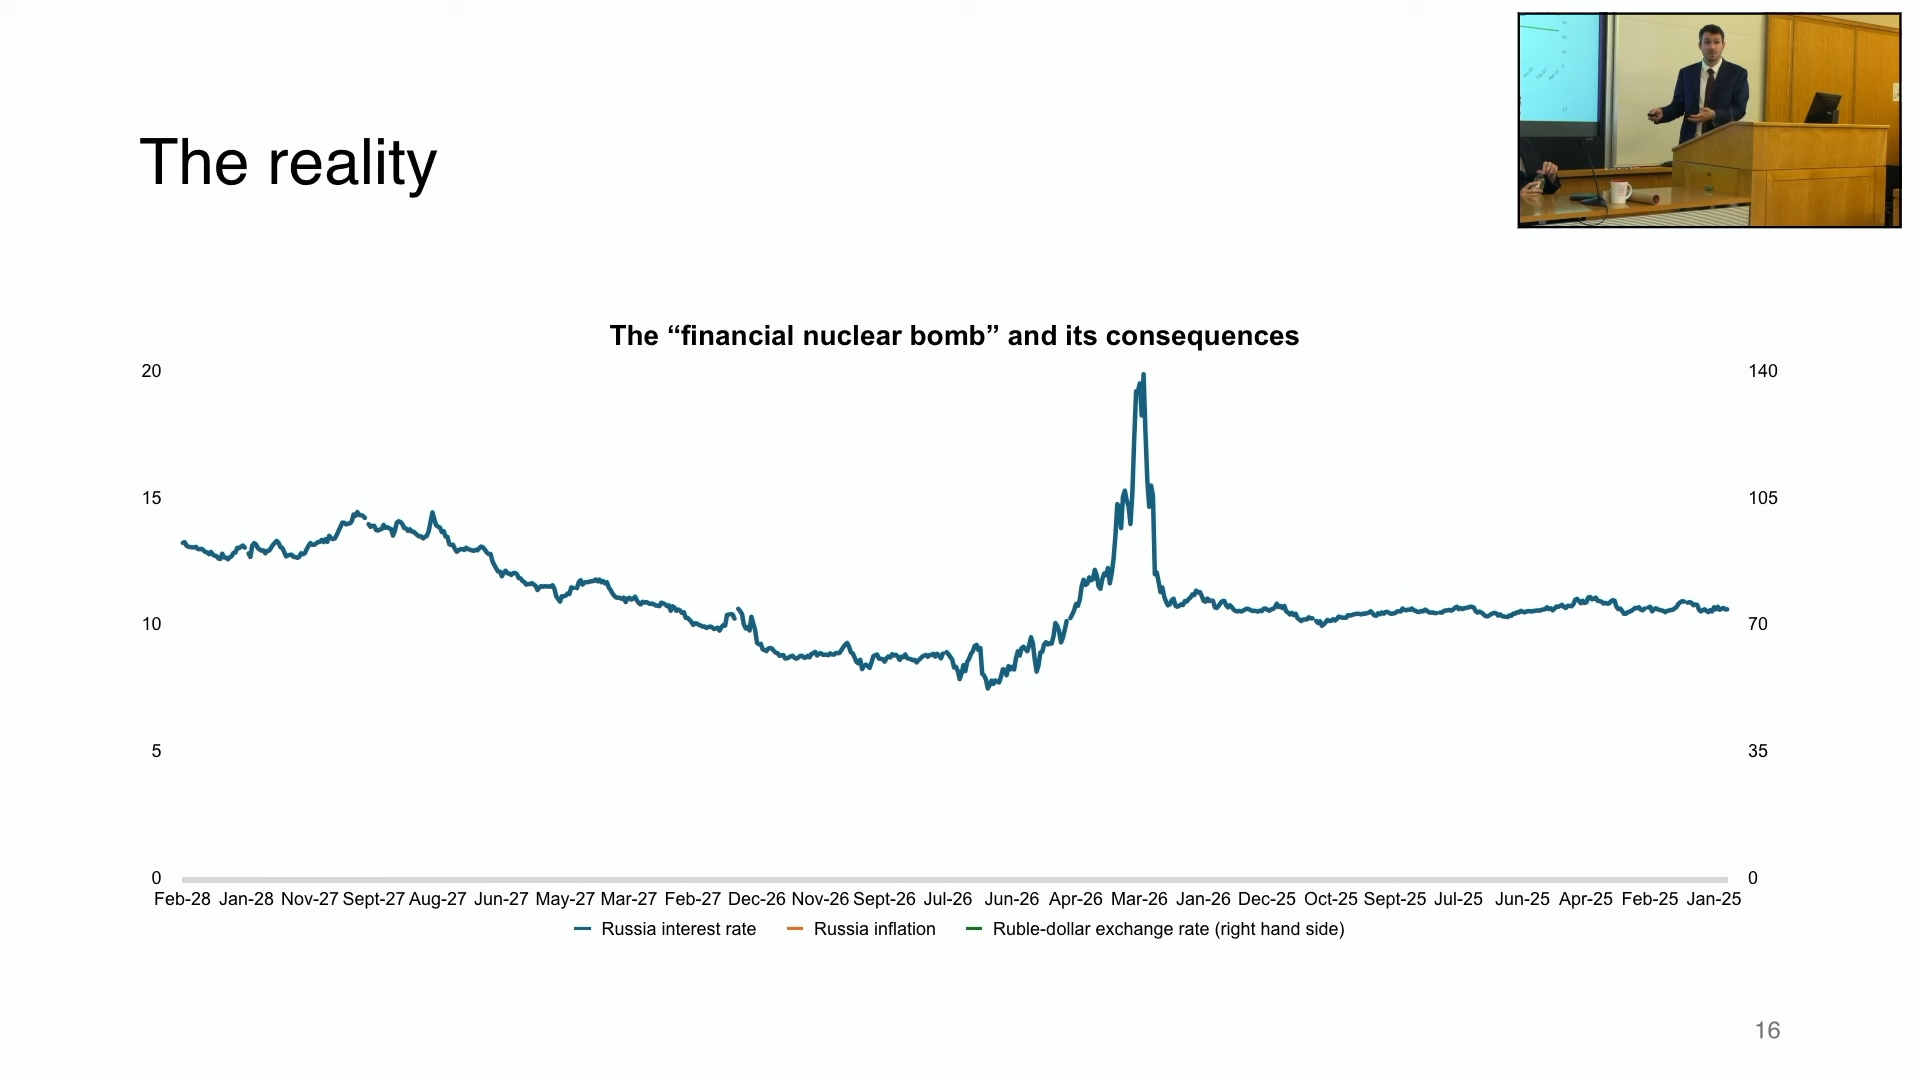 The reality
The “financial nuclear bomb” and its consequences
20
140
15
105
10
70
5
35
0
0
Feb-28 Jan-28 Nov-27 Sept-27 Aug-27 Jun-27 May-27 Mar-27 Feb-27 Dec-26 Nov-26 Sept-26 Jul-26 Jun-26 Apr-26 Mar-26 Jan-26 Dec-25 Oct-25 Sept-25 Jul-25 Jun-25 Apr-25 Feb-25 Jan-25
Russia interest rate Russia inflation Ruble-dollar exchange rate (right hand side)
16